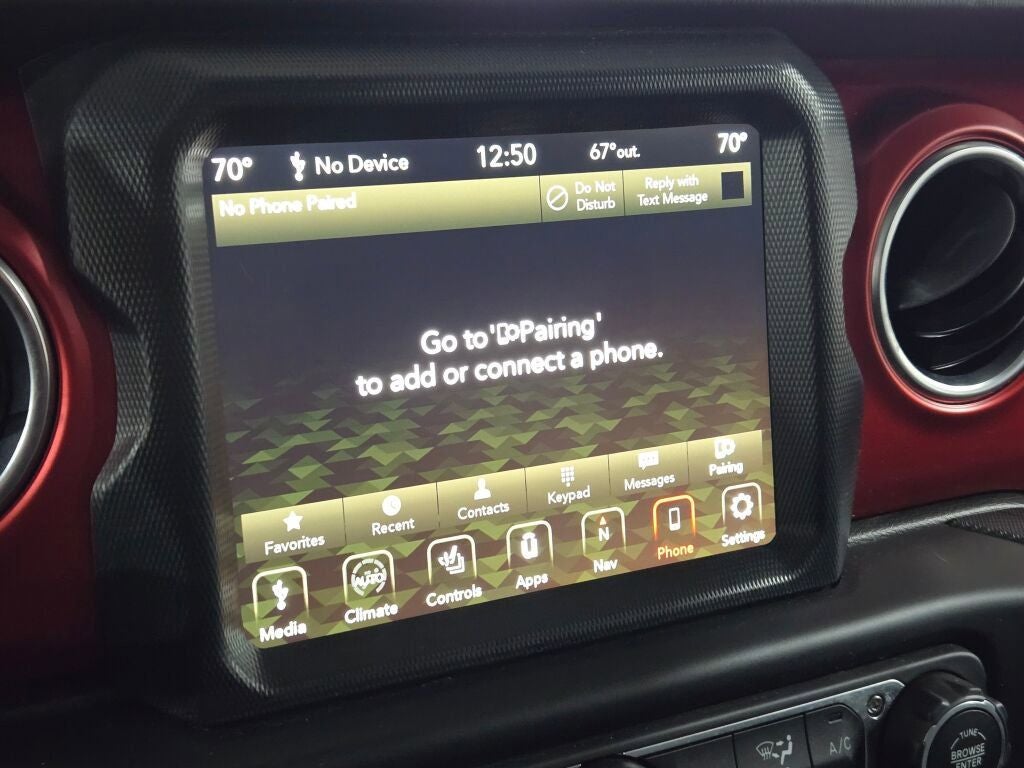 70° No Device 12:50 67°out. 70°
No Phone Paired
Do Not
Disturb
Reply with
Text Message
Go to 'Pairing'
to add or connect a phone.
Favorites Recent Contacts Keypad Messages Pairing
AUTO
N
Media Climate Controls Apps Nav Phone Settings
A/C
TUNE
BROWSE
ENTER